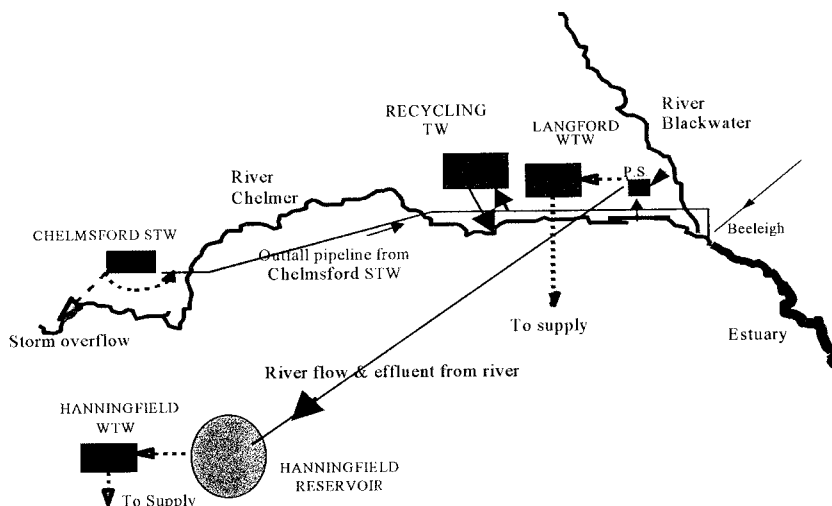 River
Blackwater
RECYCLING
TW
LANGFORD
WTW
P.S.
River
Chelmer
Beeleigh
CHELMSFORD STW
Outfall pipeline from
Chelmsford STW
Storm overflow
To supply
Estuary
River flow & effluent from river
HANNINGFIELD
WTW
HANNINGFIELD
RESERVOIR
To Supply